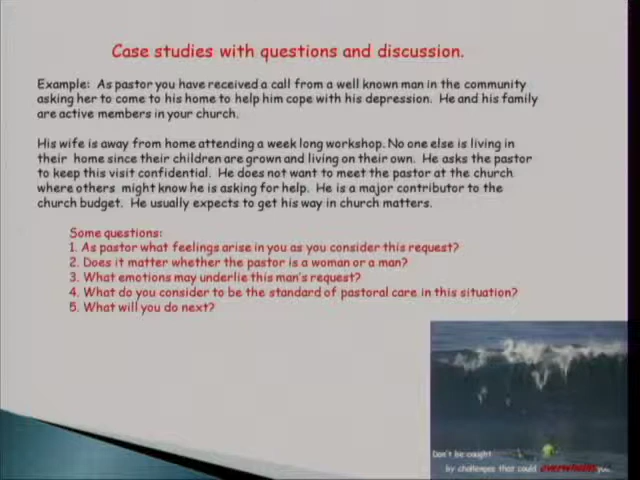 Case studies with questions and discussion.
Example: As pastor you have received a call from a well known man in the community
asking her to come to his home to help him cope with his depression. He and his family
are active members in your church.
His wife is away from home attending a week long workshop. No one else is living in
their home since their children are grown and living on their own. He asks the pastor
to keep this visit confidential. He does not want to meet the pastor at the church
where others might know he is asking for help. He is a major contributor to the
church budget. He usually expects to get his way in church matters.
Some questions:
1. As pastor what feelings arise in you as you consider this request?
2. Does it matter whether the pastor is a woman or a man?
3. What emotions may underlie this man's request?
4. What do you consider to be the standard of pastoral care in this situation?
5. What will you do next?
Don't be caught
by challenges that could overwhelm you